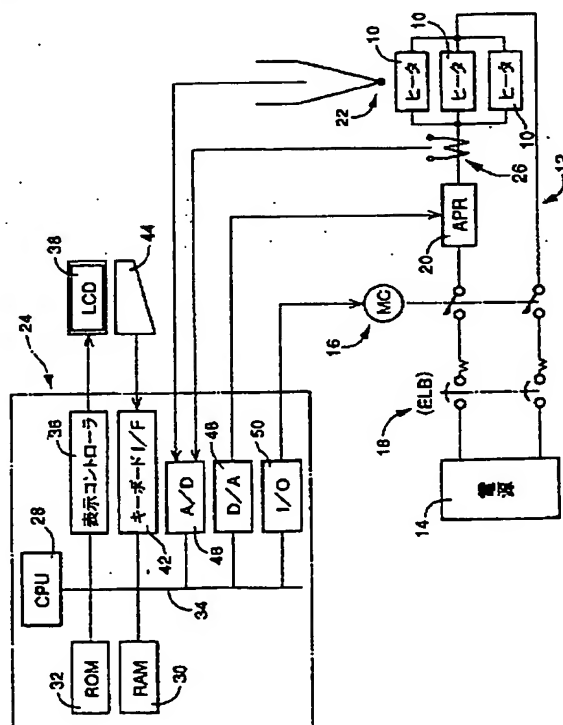 24
28
CPU
32
ROM
RAM
30
34
36
表示コントローラ
キーボードI/F
42
A/D
48
D/A
48
I/O
50
38
LCD
44
22
10
ヒータ
10
ヒータ
ヒータ
10
26
12
APR
20
MC
16
(ELB)
18
電源
14